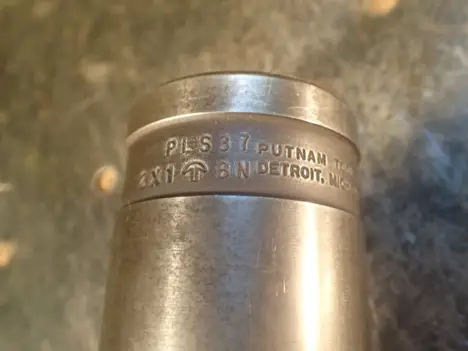 PLS37 PUTNAM
2X1 8N DETROIT,